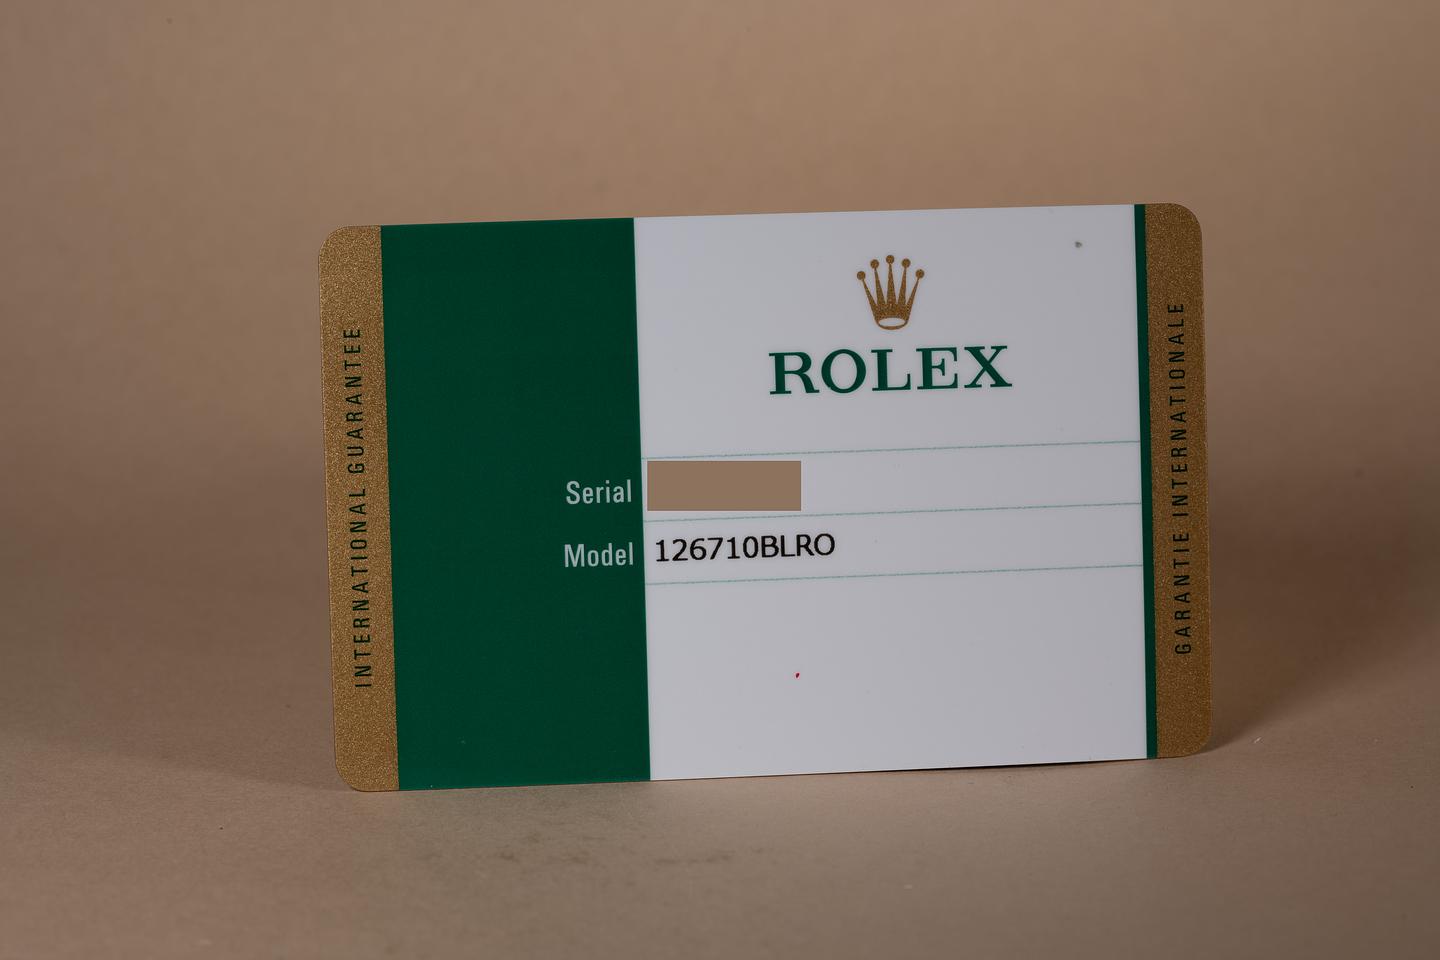 INTERNATIONAL GUARANTEE
ROLEX
Serial
Model 126710BLRO
GARANTIE INTERNATIONALE